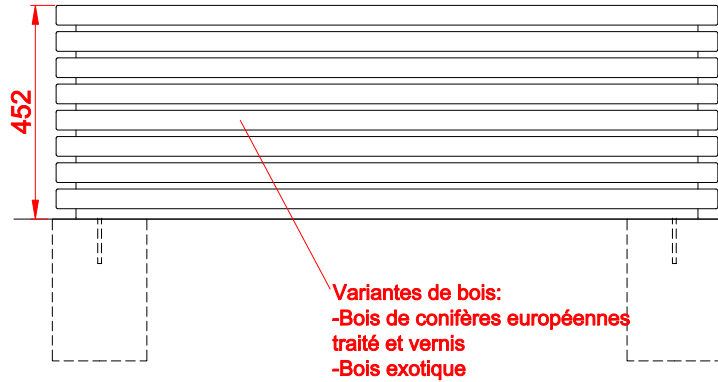 452
Variantes de bois:
-Bois de conifères européennes
traité et vernis
-Bois exotique